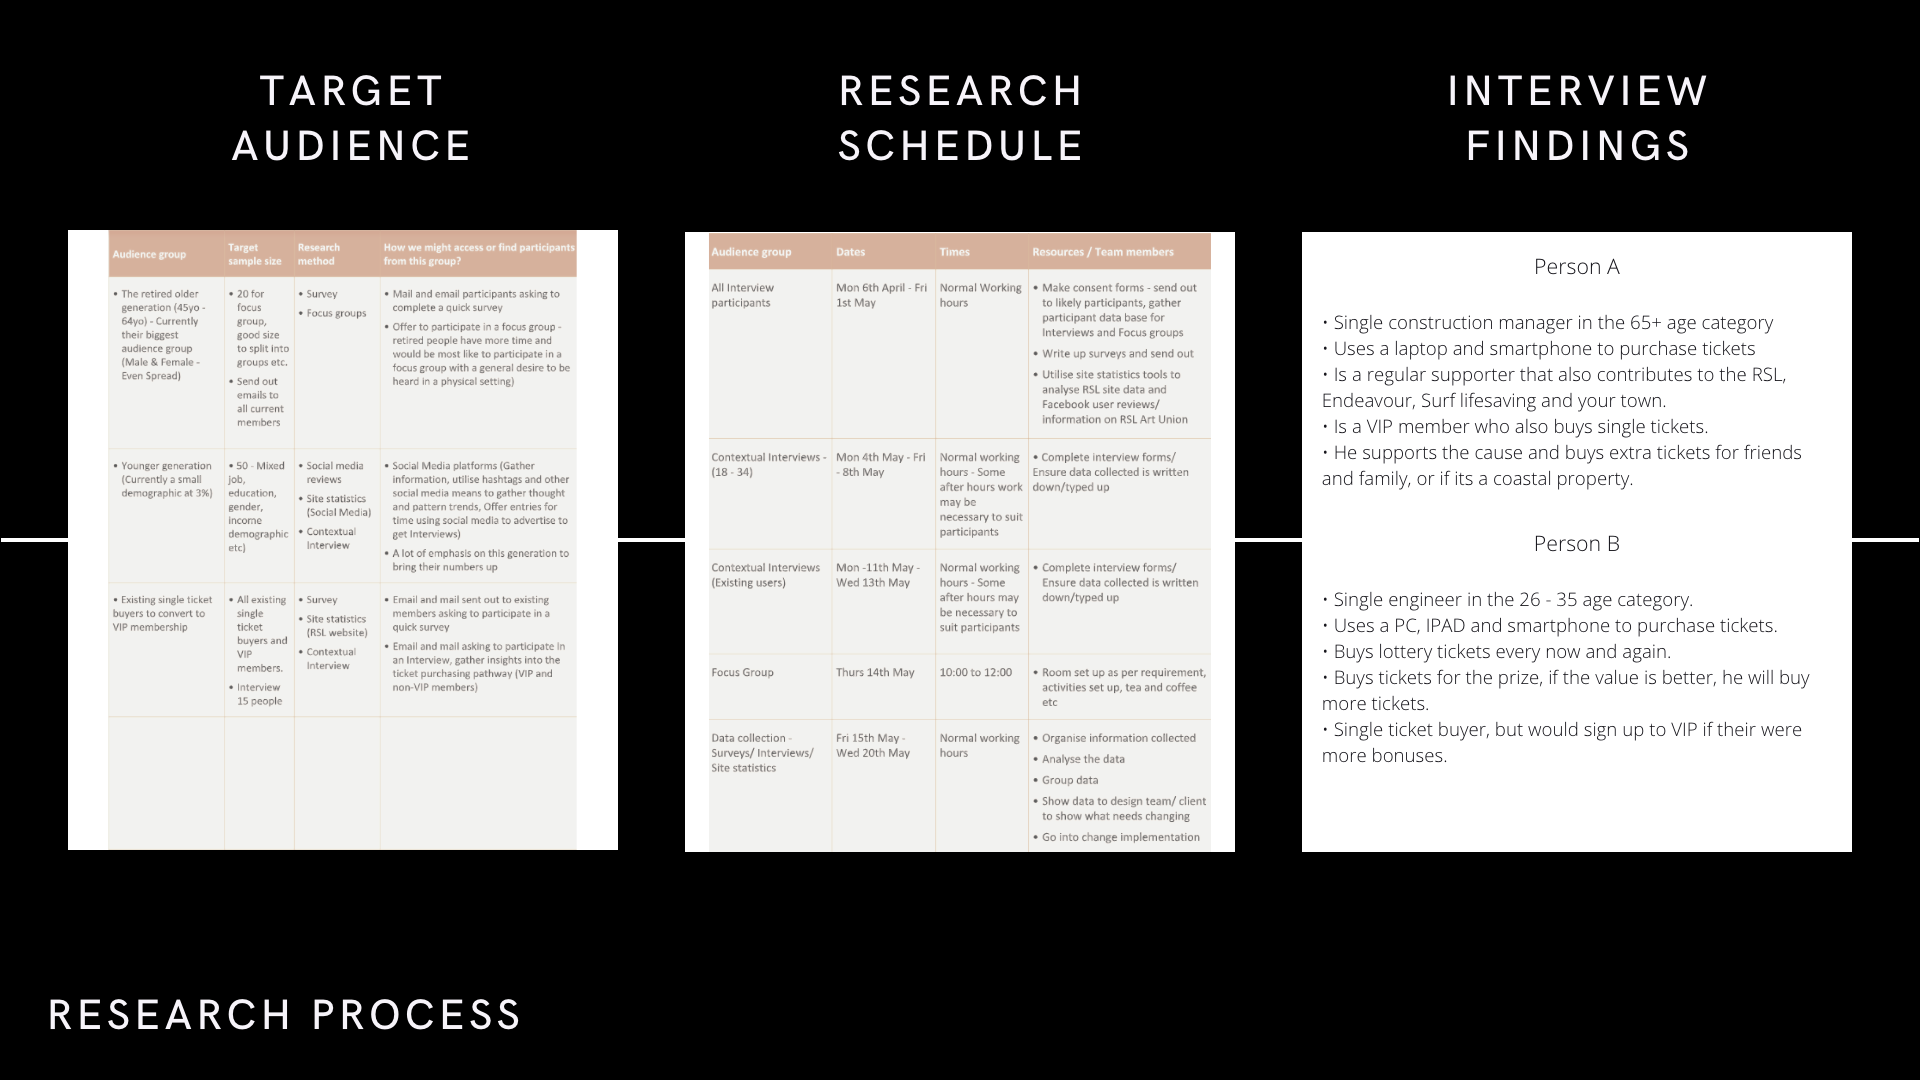 TARGET
AUDIENCE
Audience group
Target
sample size
Research
method
How we might access or find participants
from this group?
• The retired older
generation (45yo -
64yo) - Currently
their biggest
audience group
(Male & Female -
Even Spread)
• 20 for
focus
group,
good size
to split into
groups etc.
• Send out
emails to
all current
members
• Survey
• Focus groups
• Mail and email participants asking to
complete a quick survey
• Offer to participate in a focus group -
retired people have more time and
would be most like to participate in a
focus group with a general desire to be
heard in a physical setting)
• Younger generation
(Currently a small
demographic at 3%)
• 50 - Mixed
job,
education,
gender,
income
demographic
etc)
• Social media
reviews
• Site statistics
(Social Media)
• Contextual
Interview
• Social Media platforms (Gather
information, utilise hashtags and other
social media means to gather thought
and pattern trends, Offer entries for
time using social media to advertise to
get Interviews)
• A lot of emphasis on this generation to
bring their numbers up
• Existing single ticket
buyers to convert to
VIP membership
• All existing
single
ticket
buyers and
VIP
members.
• Interview
15 people
• Survey
• Site statistics
(RSL website)
• Contextual
Interview
• Email and mail sent out to existing
members asking to participate in a
quick survey
• Email and mail asking to participate in
an Interview, gather insights into the
ticket purchasing pathway (VIP and
non-VIP members)
RESEARCH
SCHEDULE
Audience group
Dates
Times
Resources / Team members
All Interview
participants
Mon 6th April - Fri
1st May
Normal Working
hours
• Make consent forms - send out
to likely participants, gather
participant data base for
Interviews and Focus groups
• Write up surveys and send out
• Utilise site statistics tools to
analyse RSL site data and
Facebook user reviews/
information on RSL Art Union
Contextual Interviews -
(18 - 34)
Mon 4th May - Fri
- 8th May
Normal working
hours - Some
after hours work
may be
necessary to suit
participants
• Complete interview forms/
Ensure data collected is written
down/typed up
Contextual Interviews
(Existing users)
Mon -11th May -
Wed 13th May
Normal working
hours - Some
after hours may
be necessary to
suit participants
• Complete interview forms/
Ensure data collected is written
down/typed up
Focus Group
Thurs 14th May
10:00 to 12:00
• Room set up as per requirement,
activities set up, tea and coffee
etc
Data collection -
Surveys/ Interviews/
Site statistics
Fri 15th May -
Wed 20th May
Normal working
hours
• Organise information collected
• Analyse the data
• Group data
• Show data to design team/ client
to show what needs changing
• Go into change implementation
INTERVIEW
FINDINGS
Person A
• Single construction manager in the 65+ age category
• Uses a laptop and smartphone to purchase tickets
• Is a regular supporter that also contributes to the RSL,
Endeavour, Surf lifesaving and your town.
• Is a VIP member who also buys single tickets.
• He supports the cause and buys extra tickets for friends
and family, or if its a coastal property.
Person B
• Single engineer in the 26 - 35 age category.
• Uses a PC, IPAD and smartphone to purchase tickets.
• Buys lottery tickets every now and again.
• Buys tickets for the prize, if the value is better, he will buy
more tickets.
• Single ticket buyer, but would sign up to VIP if their were
more bonuses.
RESEARCH PROCESS